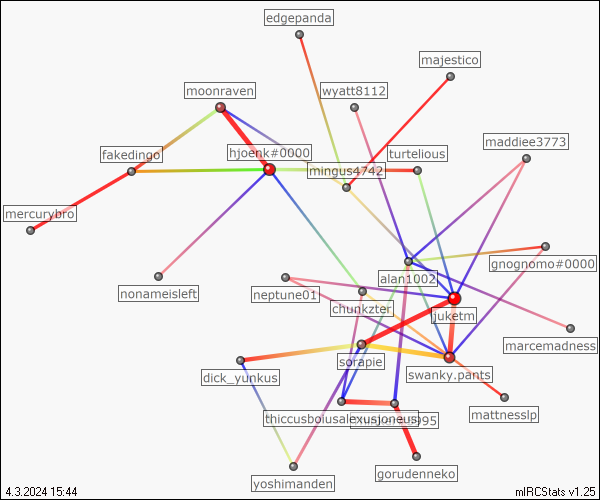 edgepanda
majestico
moonraven
wyatt8112
maddiee3773
hjoenk#0000
turtelious
fakedingo
mingus4742
mercurybro
gnognomo#0000
alan1002
nonameisleft
neptune01
chunkzter
juketm
marcemadness
sorapie
swanky.pants
dick_yunkus
mattnesslp
thiccusboiusalexusjoneus
gorudenneko
yoshimanden
4.3.2024 15:44
mIRCStats v1.25